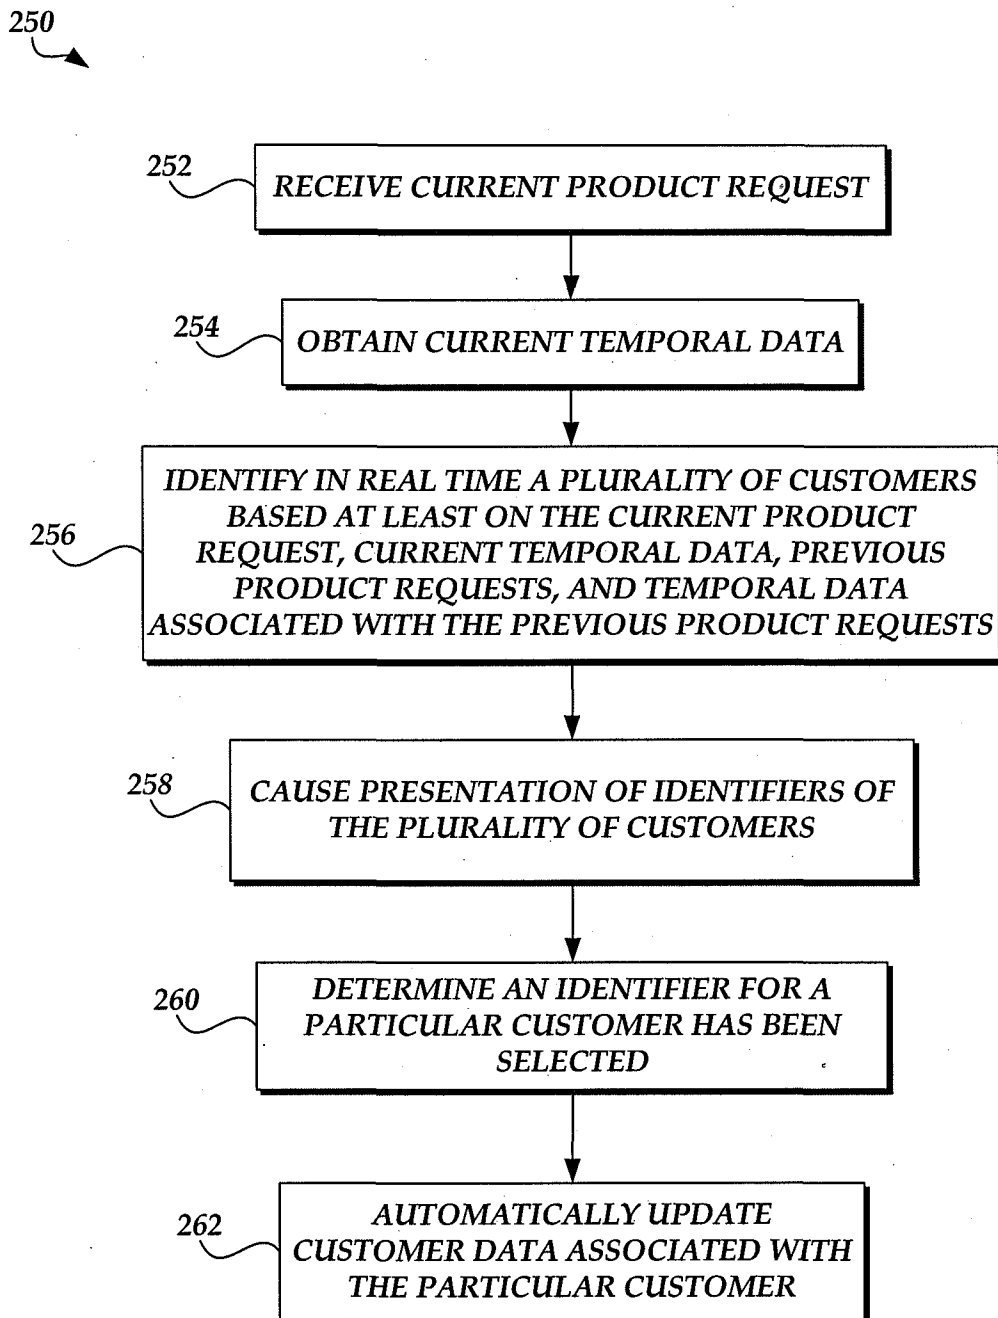 250
252
RECEIVE CURRENT PRODUCT REQUEST
254
OBTAIN CURRENT TEMPORAL DATA
256
IDENTIFY IN REAL TIME A PLURALITY OF CUSTOMERS
BASED AT LEAST ON THE CURRENT PRODUCT
REQUEST, CURRENT TEMPORAL DATA, PREVIOUS
PRODUCT REQUESTS, AND TEMPORAL DATA
ASSOCIATED WITH THE PREVIOUS PRODUCT REQUESTS
258
CAUSE PRESENTATION OF IDENTIFIERS OF
THE PLURALITY OF CUSTOMERS
260
DETERMINE AN IDENTIFIER FOR A
PARTICULAR CUSTOMER HAS BEEN
SELECTED
262
AUTOMATICALLY UPDATE
CUSTOMER DATA ASSOCIATED WITH
THE PARTICULAR CUSTOMER